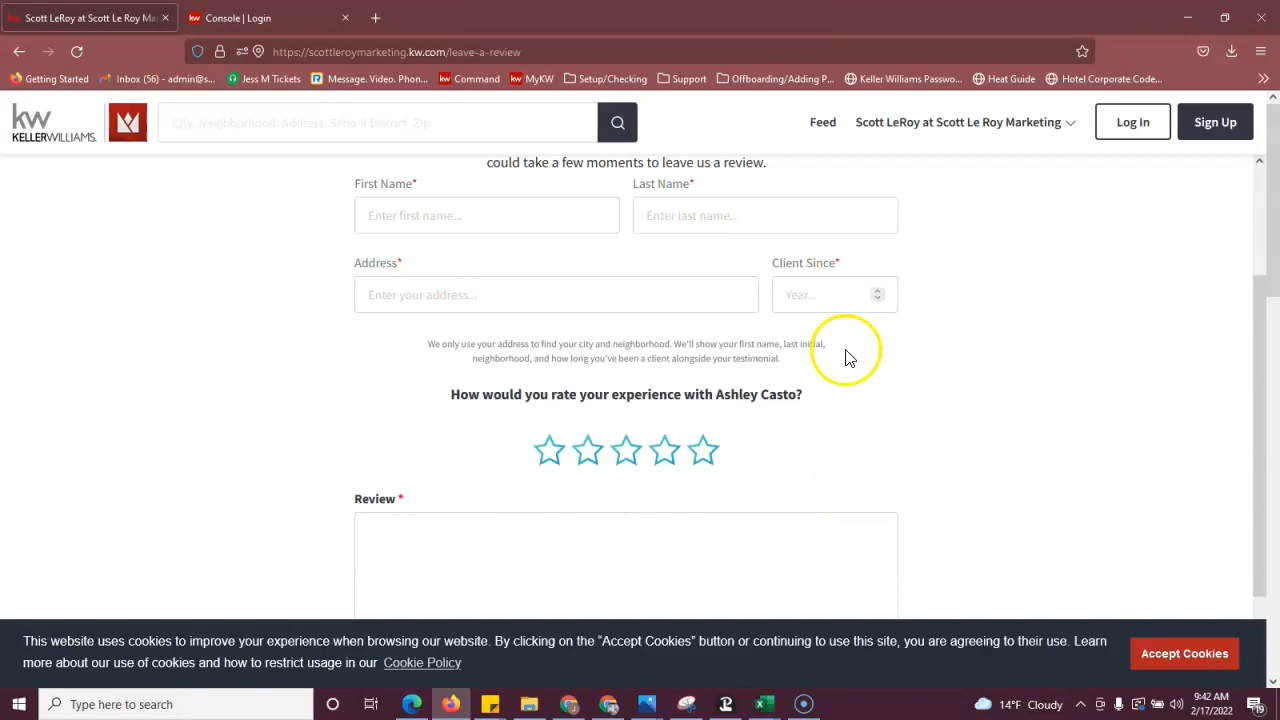 Scott LeRoy at Scott Le Roy Ma
Console | Login
https://scottleroymarketing.kw.com/leave-a-review
Getting Started
Inbox (56) - admin@s...
Jess M Tickets
Message. Video. Phon...
Command
MyKW
Setup/Checking
Support
Offboarding/Adding P...
Keller Williams Passwo...
Heat Guide
Hotel Corporate Code...
kw
KELLERWILLIAMS.
City, Neighborhood, Address, School District, Zip
Feed
Scott LeRoy at Scott Le Roy Marketing
Log In
Sign Up
could take a few moments to leave us a review.
First Name*
Last Name*
Enter first name...
Enter last name...
Address*
Client Since*
Enter your address...
Year...
We only use your address to find your city and neighborhood. We'll show your first name, last initial,
neighborhood, and how long you've been a client alongside your testimonial.
How would you rate your experience with Ashley Casto?
Review *
This website uses cookies to improve your experience when browsing our website. By clicking on the “Accept Cookies” button or continuing to use this site, you are agreeing to their use. Learn
more about our use of cookies and how to restrict usage in our Cookie Policy
Accept Cookies
Type here to search
14°F Cloudy
9:42 AM
2/17/2022
19